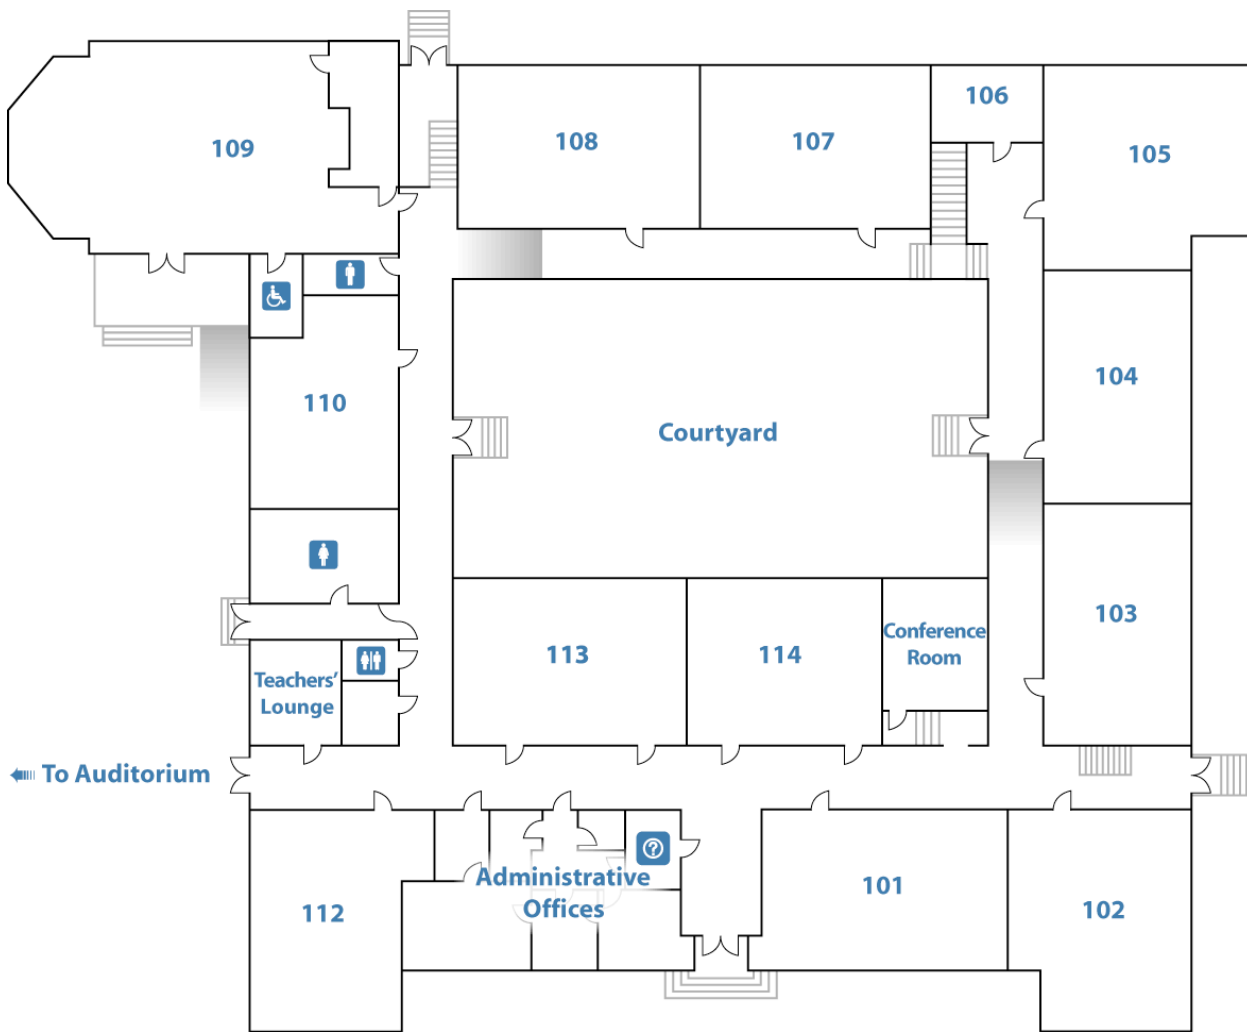 106
108
107
109
105
104
110
Courtyard
103
Conference
Room
113
114
Teachers'
Lounge
To Auditorium
?
Administrative
Offices
101
102
112